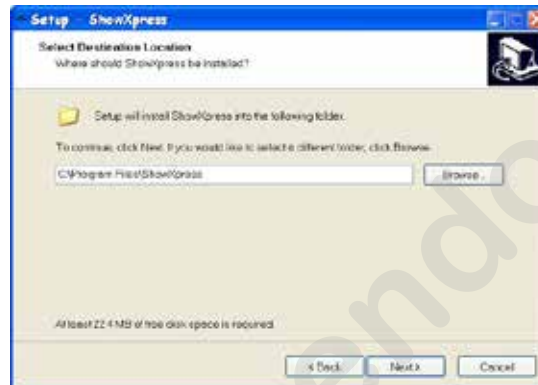 Setup - ShowXpress
Select Destination Location
Where should ShowXpress be installed?
Setup will install ShowXpress into the following folder.
To continue, click Next. If you would like to select a different folder, click Browse.
C:\Program Files\ShowXpress
Browse...
At least 22.4 MB of free disk space is required.
< Back
Next >
Cancel